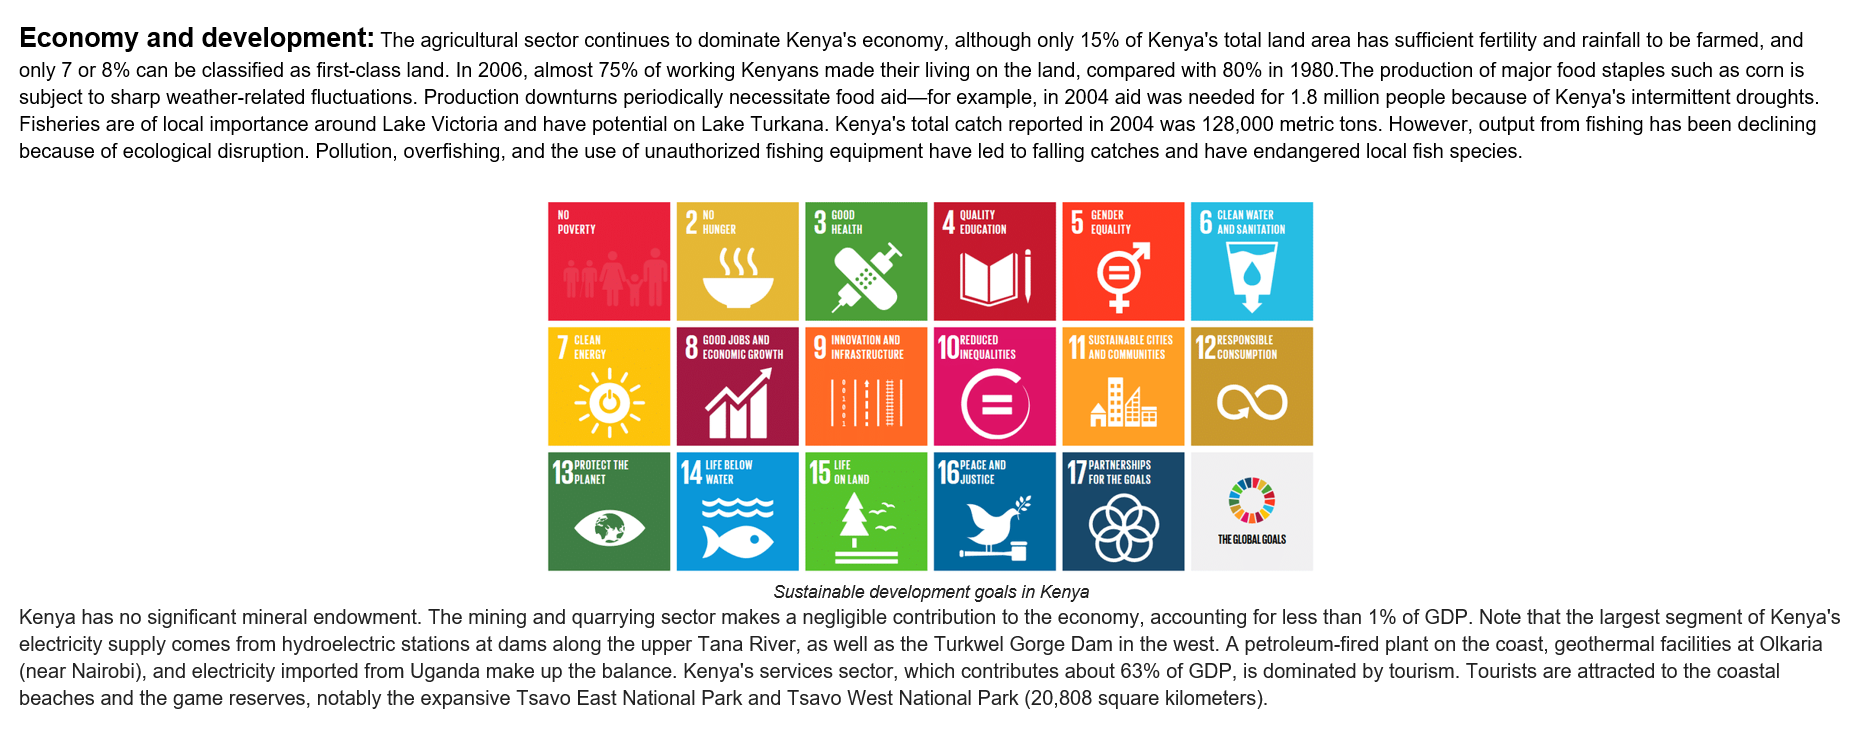 Economy and development: The agricultural sector continues to dominate Kenya's economy, although only 15% of Kenya's total land area has sufficient fertility and rainfall to be farmed, and
only 7 or 8% can be classified as first-class land. In 2006, almost 75% of working Kenyans made their living on the land, compared with 80% in 1980.The production of major food staples such as corn is
subject to sharp weather-related fluctuations. Production downturns periodically necessitate food aid—for example, in 2004 aid was needed for 1.8 million people because of Kenya's intermittent droughts.
Fisheries are of local importance around Lake Victoria and have potential on Lake Turkana. Kenya's total catch reported in 2004 was 128,000 metric tons. However, output from fishing has been declining
because of ecological disruption. Pollution, overfishing, and the use of unauthorized fishing equipment have led to falling catches and have endangered local fish species.
NO
POVERTY
2 NO
HUNGER
3 GOOD
HEALTH
4 QUALITY
EDUCATION
5 GENDER
EQUALITY
6 CLEAN WATER
AND SANITATION
7 CLEAN
ENERGY
8 GOOD JOBS AND
ECONOMIC GROWTH
9 INNOVATION AND
INFRASTRUCTURE
10 REDUCED
INEQUALITIES
11 SUSTAINABLE CITIES
AND COMMUNITIES
12 RESPONSIBLE
CONSUMPTION
13 PROTECT THE
PLANET
14 LIFE BELOW
WATER
15 LIFE
ON LAND
16 PEACE AND
JUSTICE
17 PARTNERSHIPS
FOR THE GOALS
THE GLOBAL GOALS
Sustainable development goals in Kenya
Kenya has no significant mineral endowment. The mining and quarrying sector makes a negligible contribution to the economy, accounting for less than 1% of GDP. Note that the largest segment of Kenya's
electricity supply comes from hydroelectric stations at dams along the upper Tana River, as well as the Turkwel Gorge Dam in the west. A petroleum-fired plant on the coast, geothermal facilities at Olkaria
(near Nairobi), and electricity imported from Uganda make up the balance. Kenya's services sector, which contributes about 63% of GDP, is dominated by tourism. Tourists are attracted to the coastal
beaches and the game reserves, notably the expansive Tsavo East National Park and Tsavo West National Park (20,808 square kilometers).